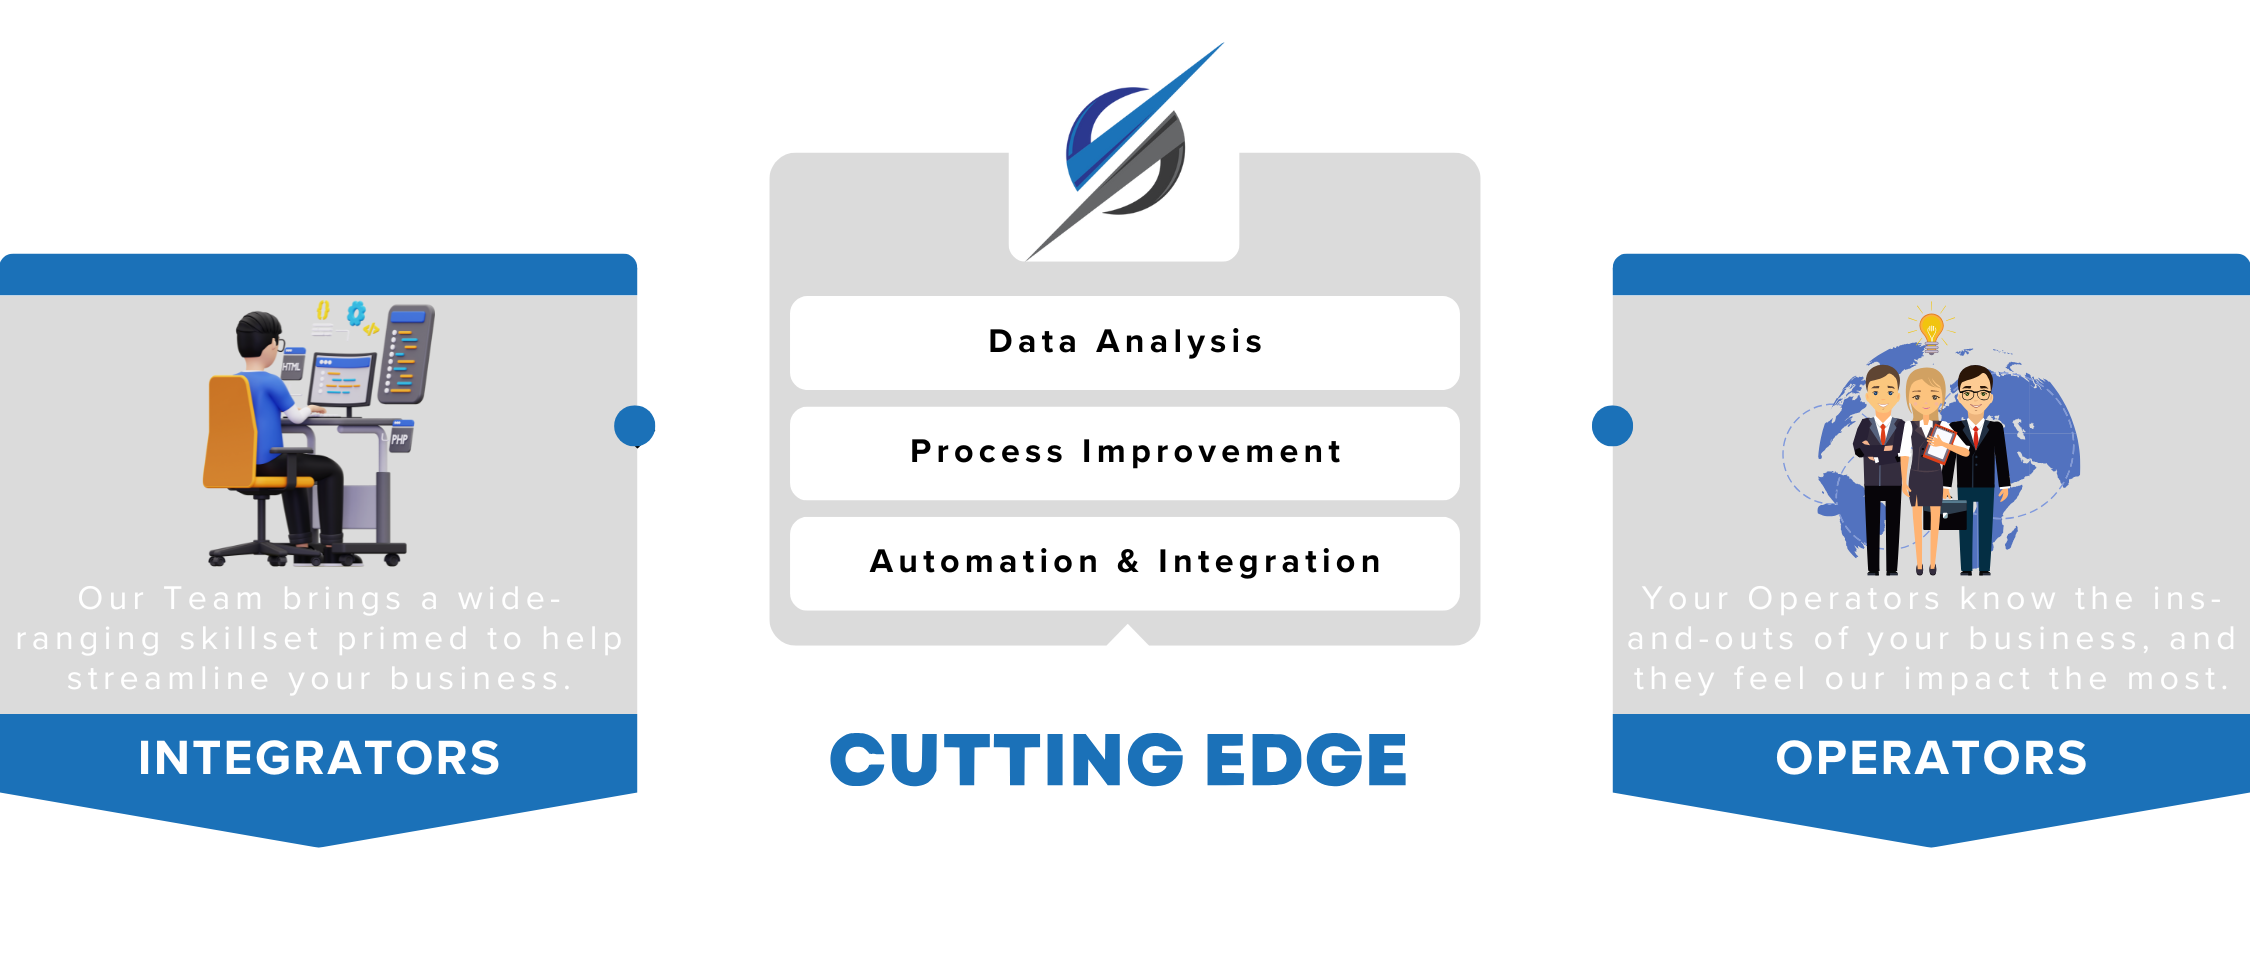 Data Analysis
Process Improvement
Automation & Integration
CUTTING EDGE
HTML
PHP
Our Team brings a wide-
ranging skillset primed to help
streamline your business.
INTEGRATORS
Your Operators know the ins-
and-outs of your business, and
they feel our impact the most.
OPERATORS